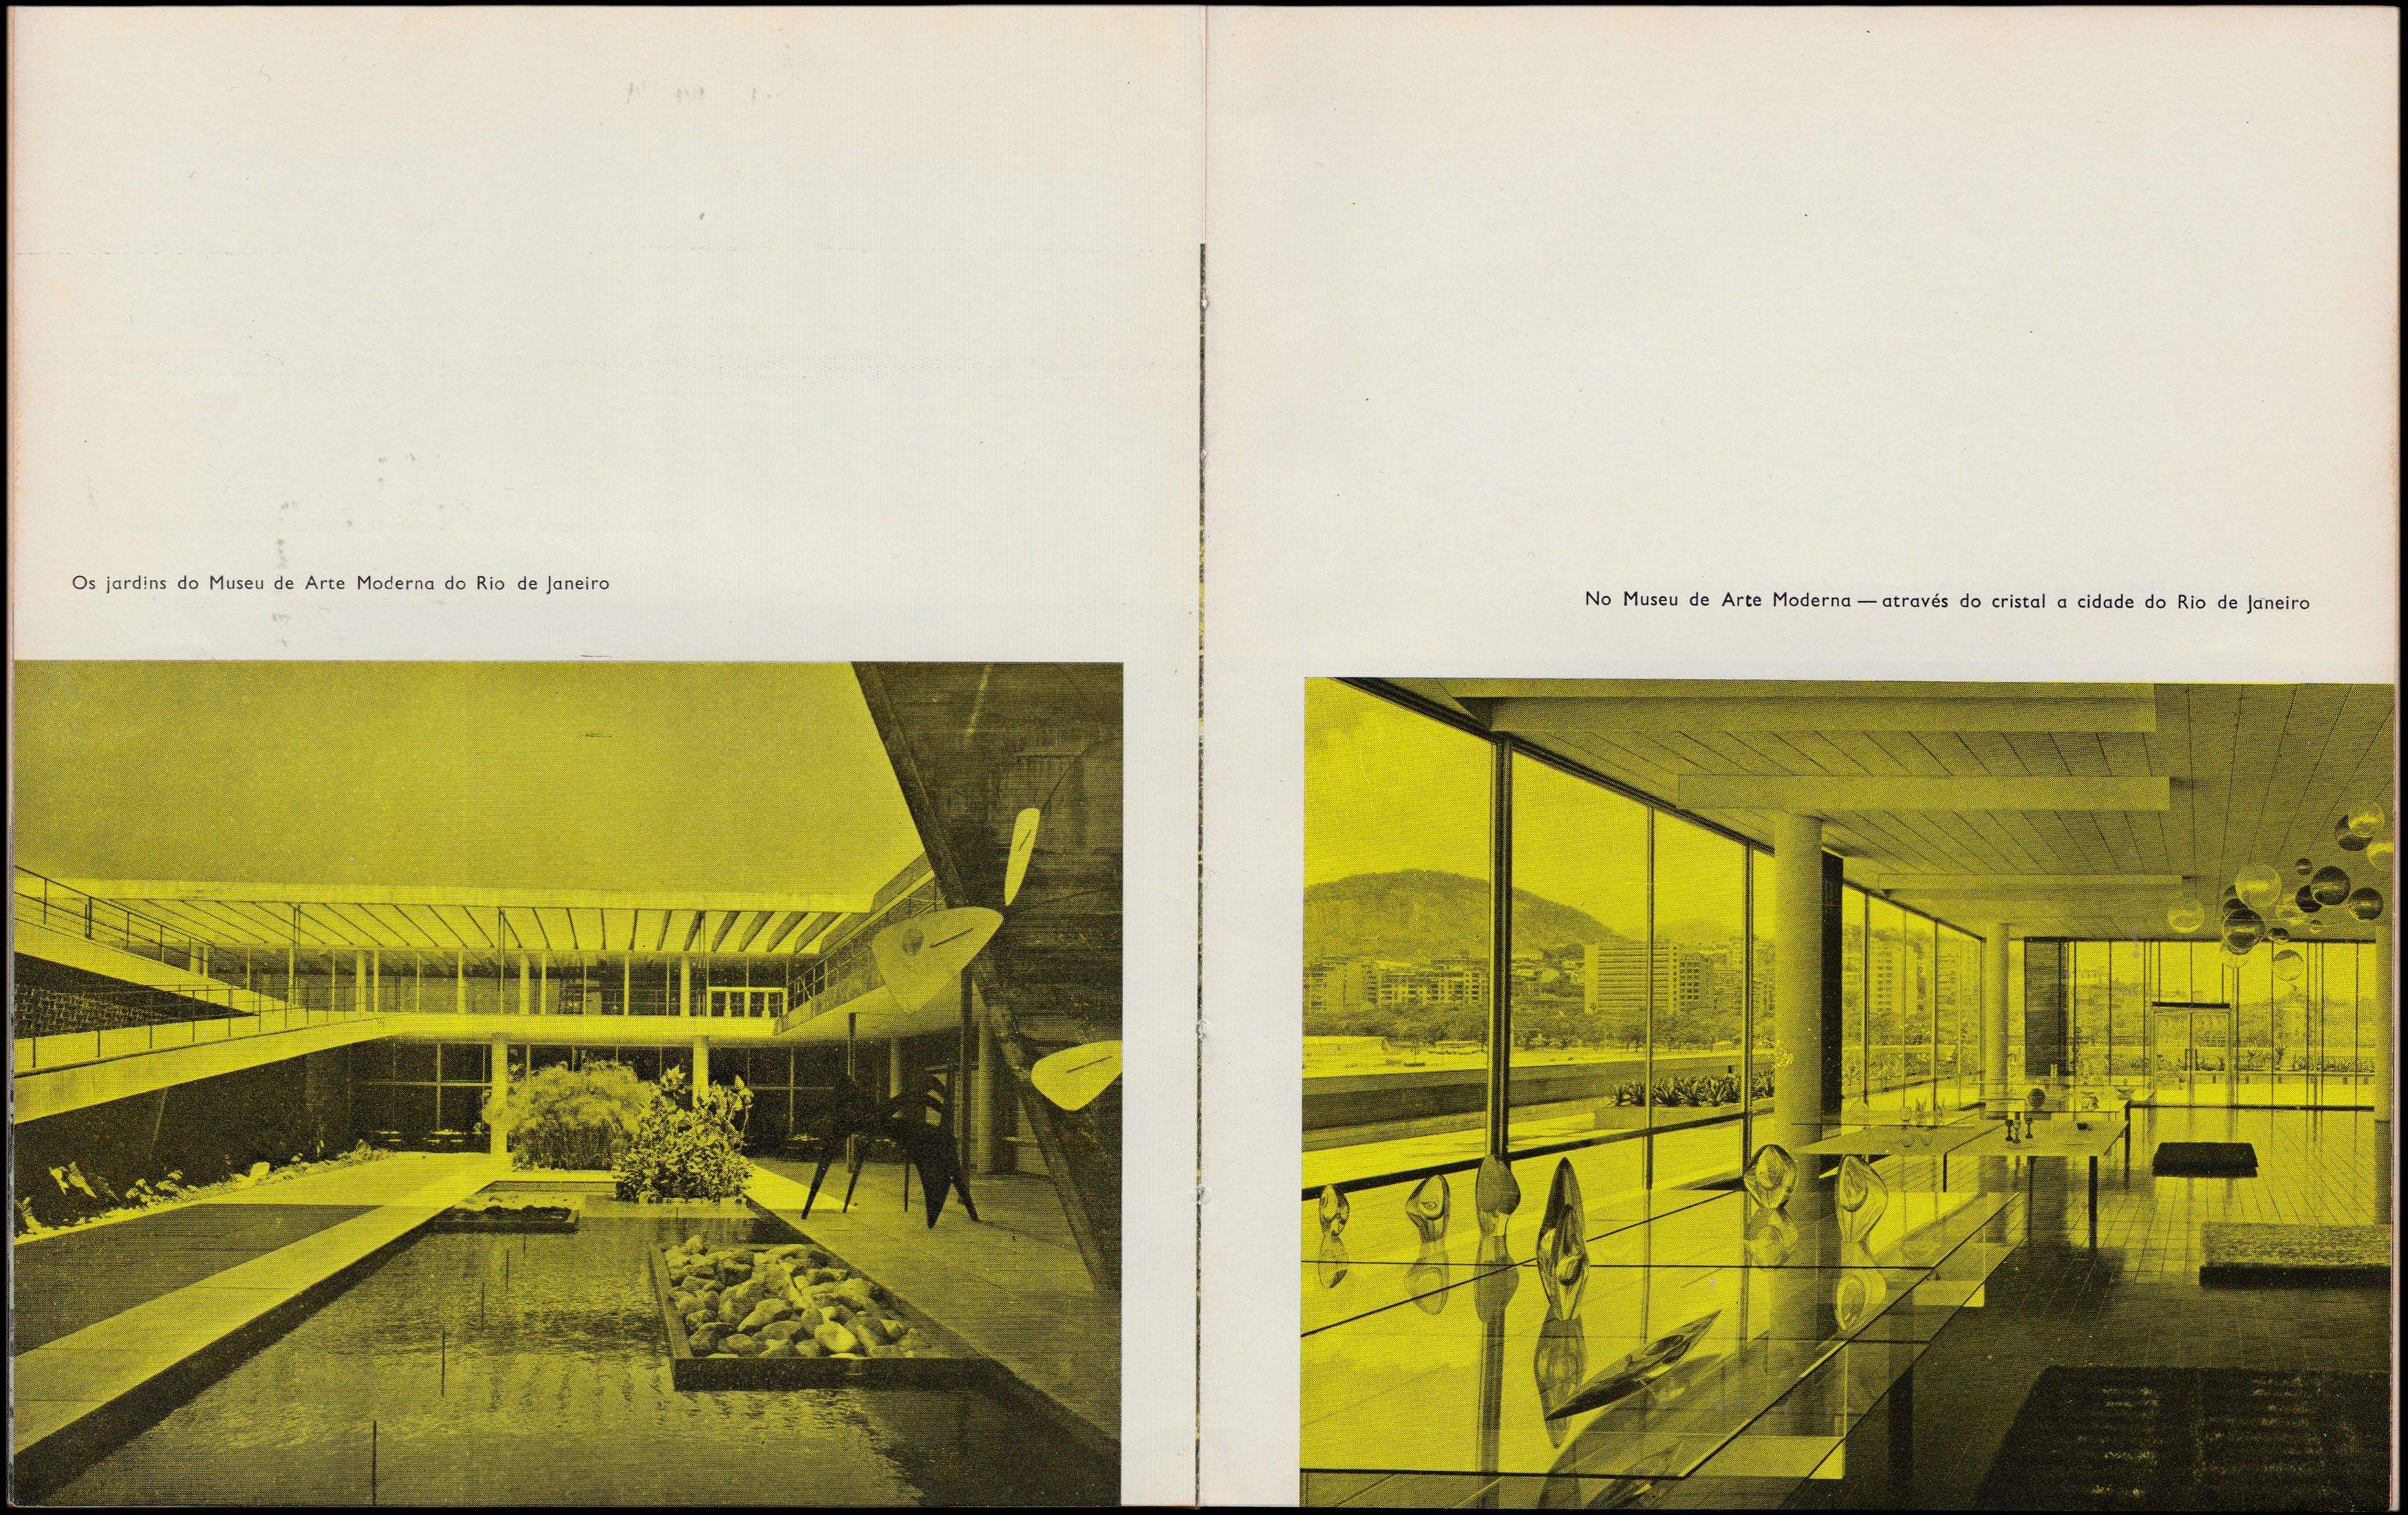 Os jardins do Museu de Arte Moderna do Rio de Janeiro
No Museu de Arte Moderna — através do cristal a cidade do Rio de Janeiro